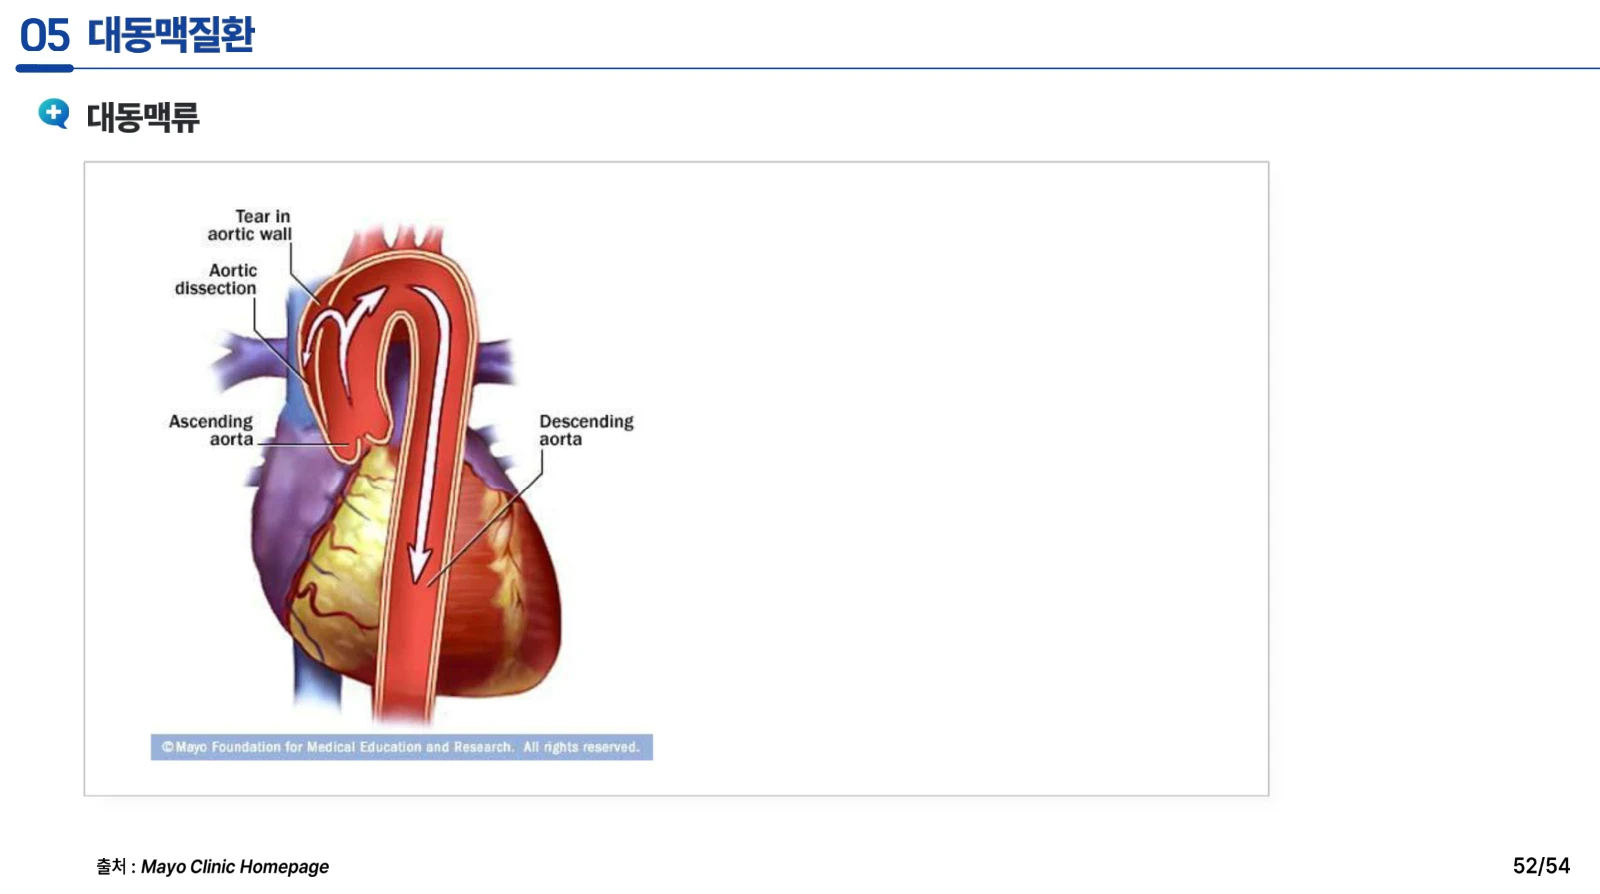 05 대동맥질환
대동맥류
Tear in
aortic wall
Aortic
dissection
Ascending
aorta
Descending
aorta
©Mayo Foundation for Medical Education and Research. All rights reserved.
출처 : Mayo Clinic Homepage
52/54